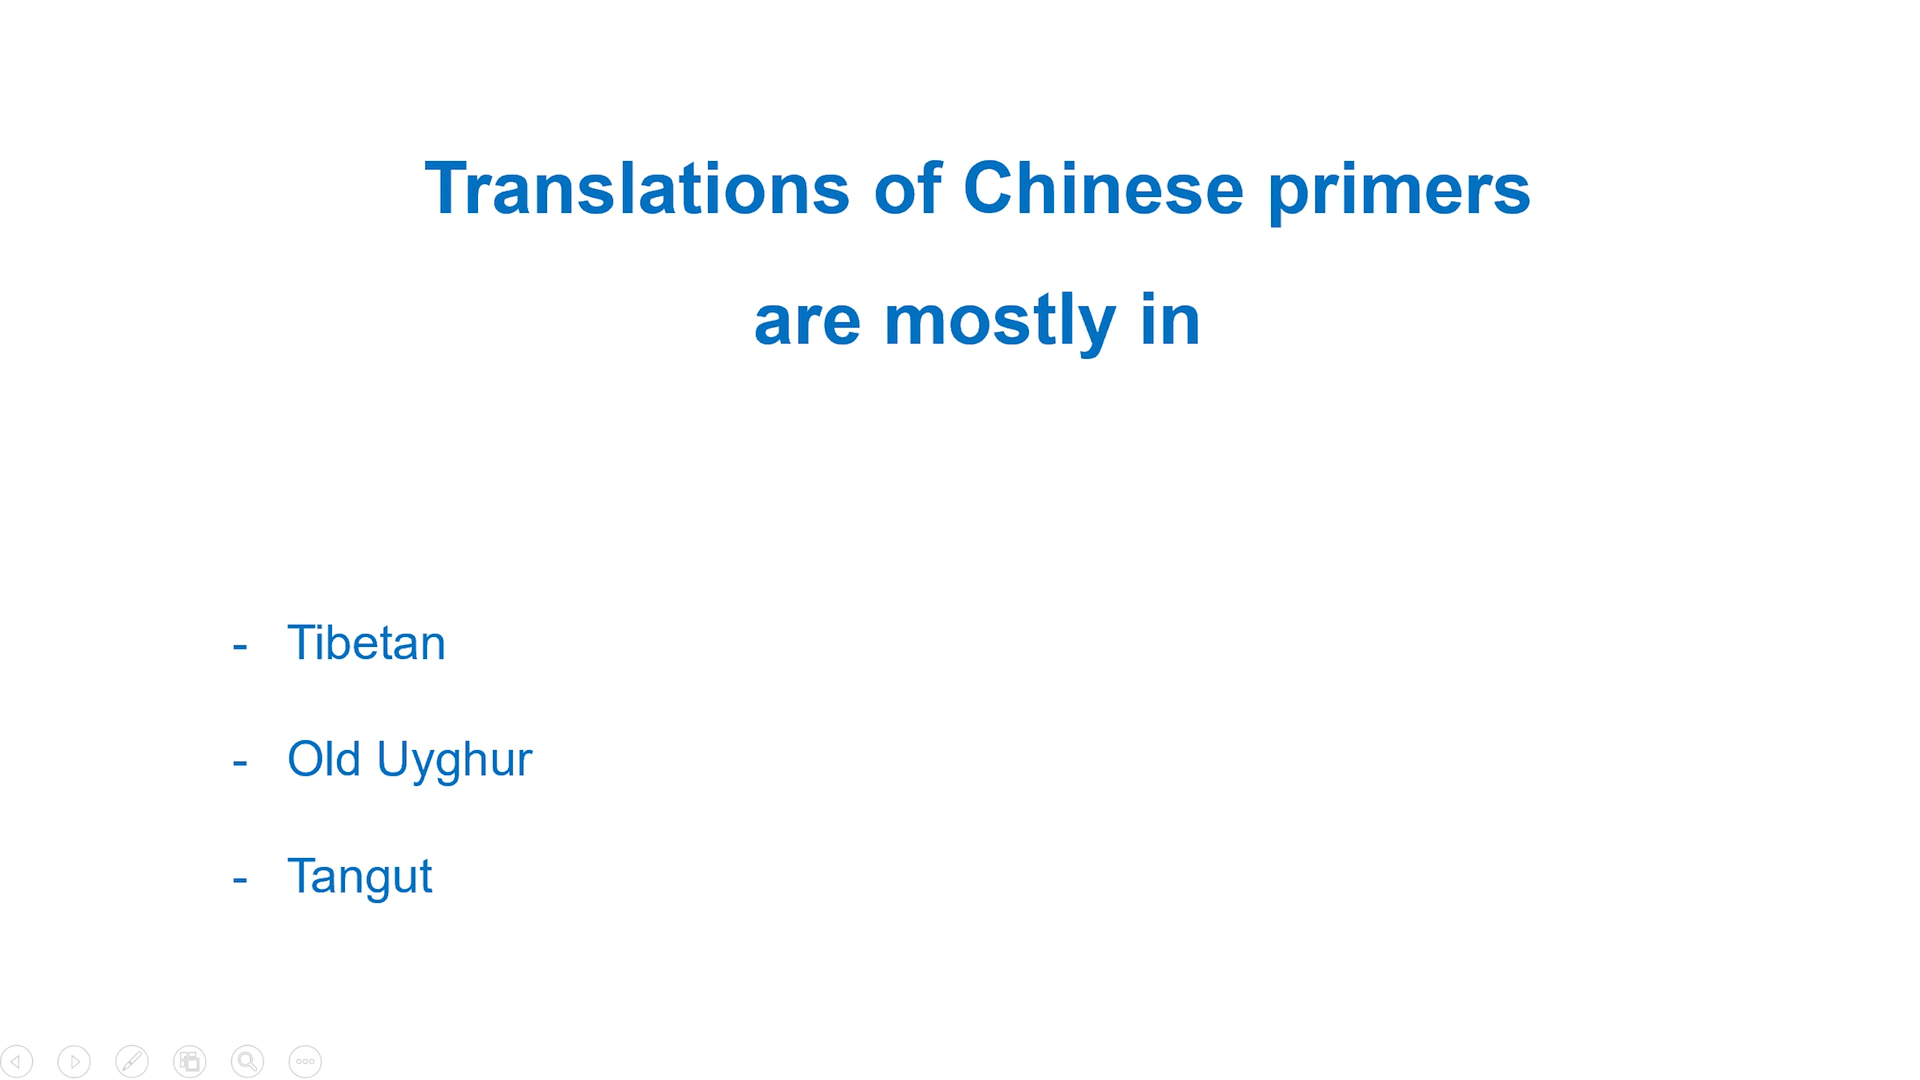 Translations of Chinese primers
are mostly in
- Tibetan
- Old Uyghur
- Tangut